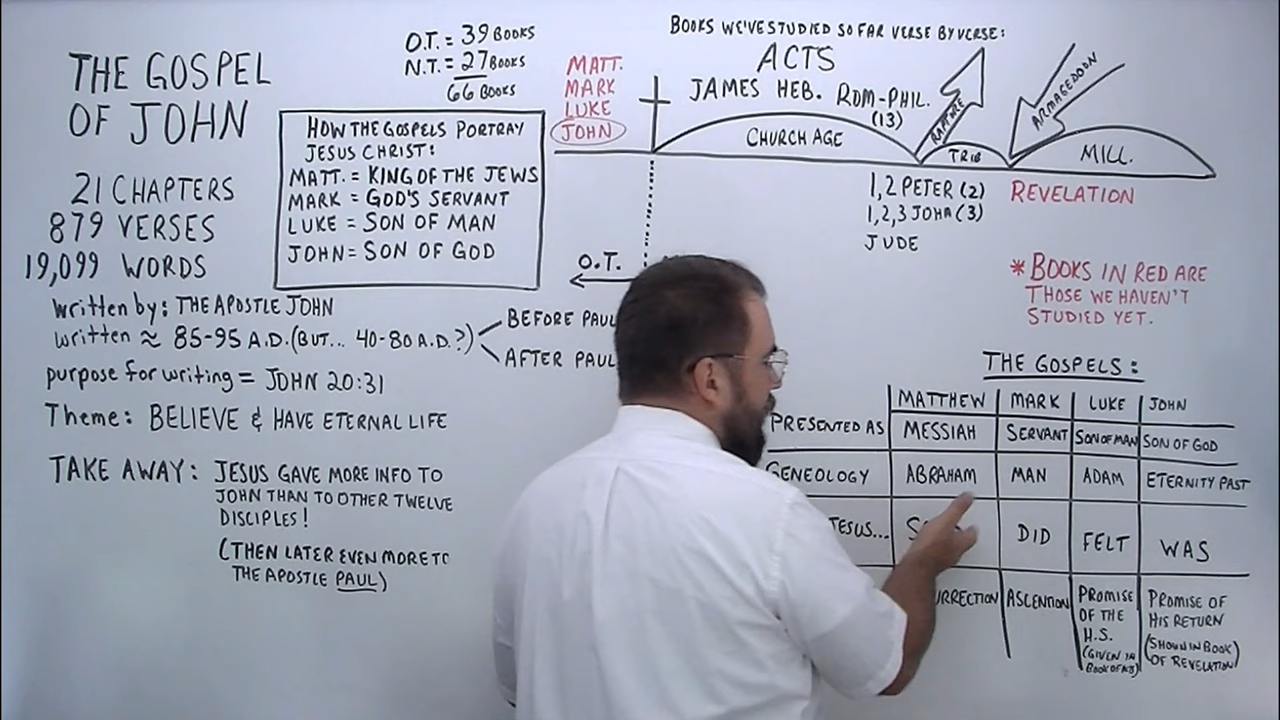 THE GOSPEL
OF JOHN
21 CHAPTERS
879 VERSES
19,099 WORDS
written by: THE APOSTLE JOHN
written ≈ 85-95 A.D. (BUT... 40-80 A.D.?)
BEFORE PAUL
AFTER PAUL
purpose for writing = JOHN 20:31
Theme: BELIEVE & HAVE ETERNAL LIFE
TAKE AWAY: JESUS GAVE MORE INFO TO
JOHN THAN TO OTHER TWELVE
DISCIPLES!
(THEN LATER EVEN MORE TO
THE APOSTLE PAUL)
O.T. = 39 BOOKS
N.T. = 27 BOOKS
66 BOOKS
HOW THE GOSPELS PORTRAY
JESUS CHRIST:
MATT. = KING OF THE JEWS
MARK = GOD'S SERVANT
LUKE = SON OF MAN
JOHN = SON OF GOD
MATT.
MARK
LUKE
JOHN
O.T.
BOOKS WE'VE STUDIED SO FAR VERSE BY VERSE:
ACTS
JAMES HEB. ROM-PHIL.
(13)
CHURCH AGE
RAPTURE
TRIB
ARMAGEDDON
MILL.
1,2 PETER (2)
1,2,3 JOHN (3)
JUDE
REVELATION
*BOOKS IN RED ARE
THOSE WE HAVEN'T
STUDIED YET.
THE GOSPELS:
MATTHEW MARK LUKE JOHN
PRESENTED AS MESSIAH SERVANT SON OF MAN SON OF GOD
GENEOLOGY ABRAHAM MAN ADAM ETERNITY PAST
JESUS... DID FELT WAS
URRECTION ASCENTION PROMISE OF THE H.S. (GIVEN IN BOOK OF ACTS) PROMISE OF HIS RETURN (SHOWN IN BOOK OF REVELATION)